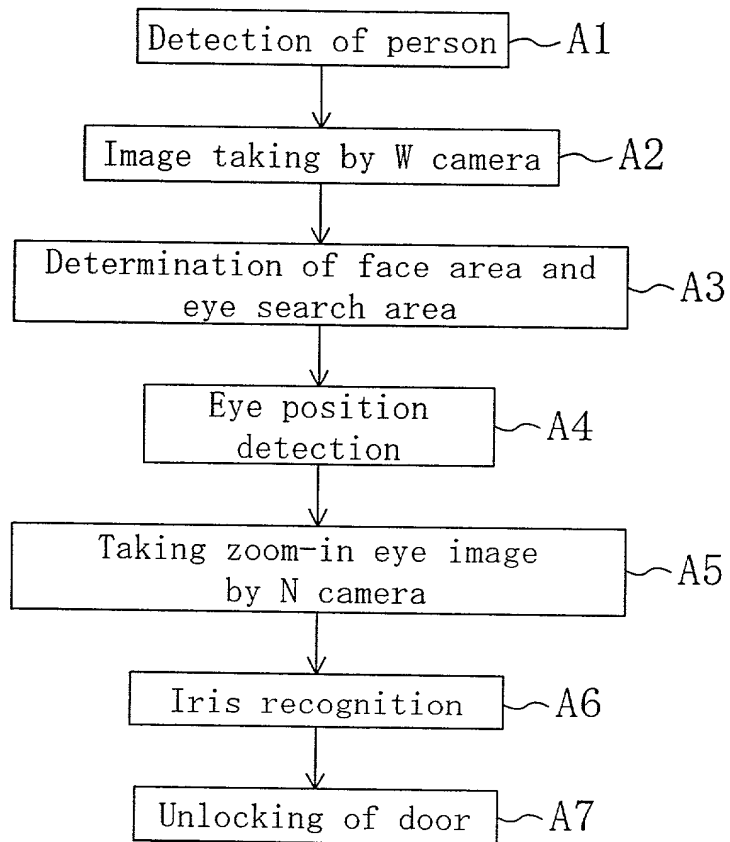 Detection of person A1
Image taking by W camera A2
Determination of face area and
eye search area A3
Eye position
detection A4
Taking zoom-in eye image
by N camera A5
Iris recognition A6
Unlocking of door A7